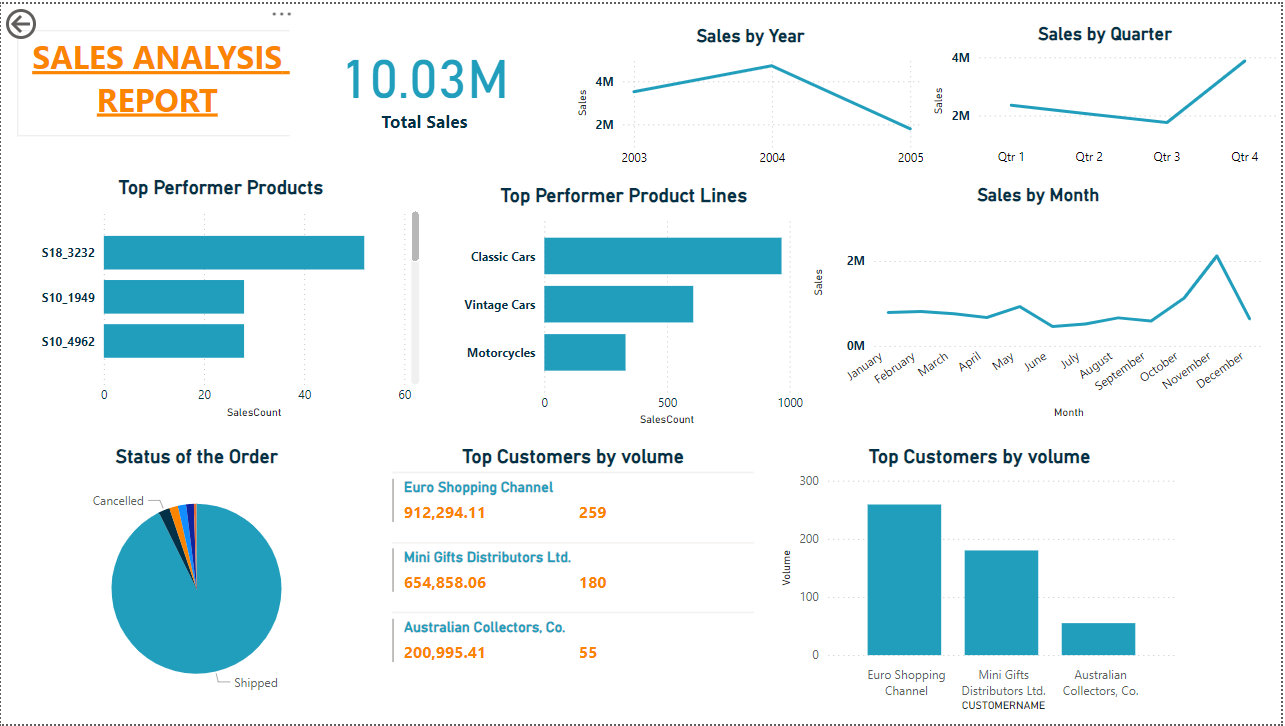 SALES ANALYSIS
REPORT
10.03M
Total Sales
Sales by Year
Sales
4M
2M
2003 2004 2005
Sales by Quarter
Sales
4M
2M
Qtr 1 Qtr 2 Qtr 3 Qtr 4
Top Performer Products
S18_3232
S10_1949
S10_4962
0 20 40 60
SalesCount
Top Performer Product Lines
Classic Cars
Vintage Cars
Motorcycles
0 500 1000
SalesCount
Sales by Month
Sales
2M
0M
January February March April May June July August September October November December
Month
Status of the Order
Cancelled
Shipped
Top Customers by volume
Euro Shopping Channel
912,294.11 259
Mini Gifts Distributors Ltd.
654,858.06 180
Australian Collectors, Co.
200,995.41 55
Top Customers by volume
Volume
300
200
100
0
Euro Shopping
Channel
Mini Gifts
Distributors Ltd.
Australian
Collectors, Co.
CUSTOMERNAME